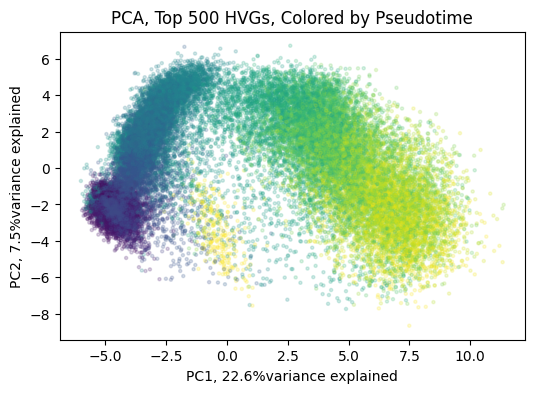 PCA, Top 500 HVGs, Colored by Pseudotime
6
4
2
0
−2
−4
−6
−8
PC2, 7.5%variance explained
−5.0 −2.5 0.0 2.5 5.0 7.5 10.0
PC1, 22.6%variance explained